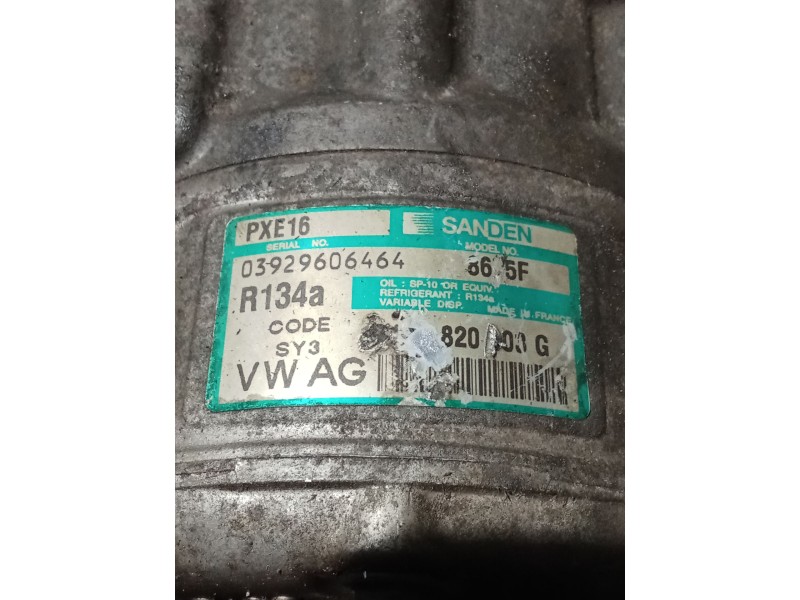 PXE16
SANDEN
SERIAL NO.
MODEL NO.
03929606464
R134a
OIL : SP-10 OR EQUIV.
REFRIGERANT : R134a
VARIABLE DISP.
MADE IN FRANCE
CODE
820
G
SY3
VW AG